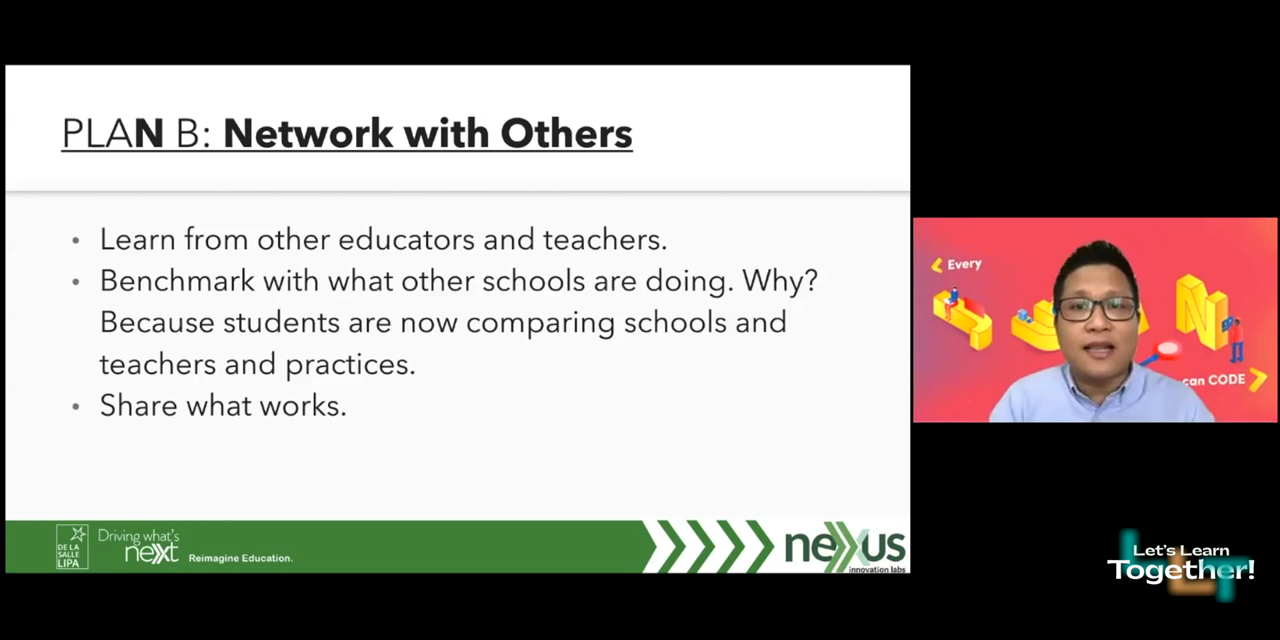 PLAN B: Network with Others
• Learn from other educators and teachers.
• Benchmark with what other schools are doing. Why?
Because students are now comparing schools and
teachers and practices.
• Share what works.
Every
can CODE
DE LA
SALLE
LIPA
Driving what's
next
Reimagine Education.
nexus
innovation labs
Let's Learn
Together!